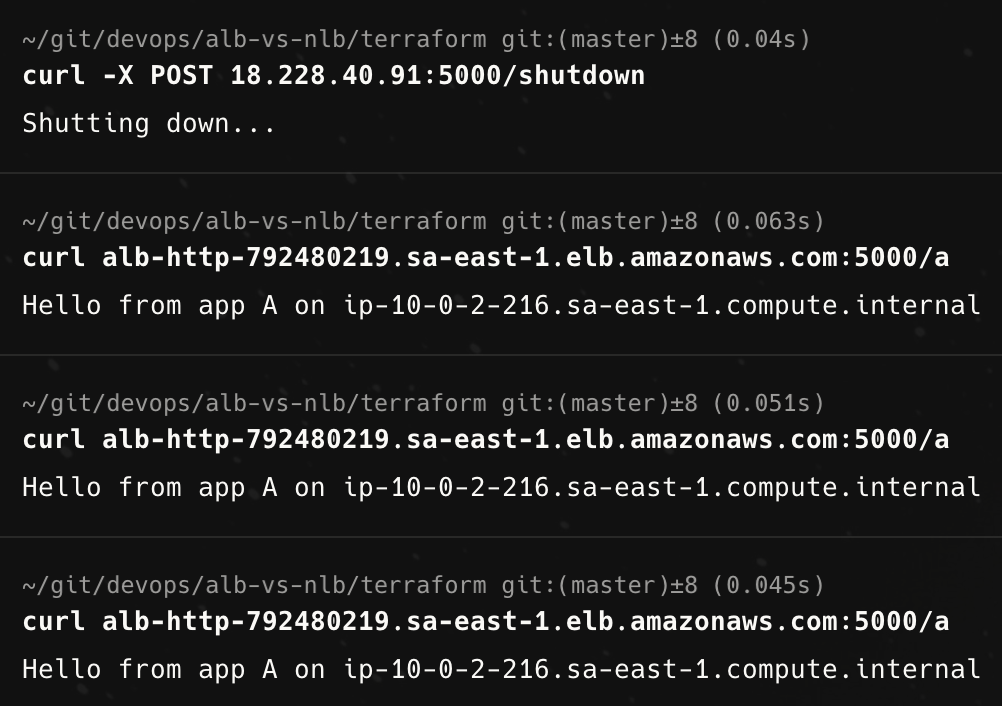 ~/git/devops/alb-vs-nlb/terraform git:(master)±8 (0.04s)
curl -X POST 18.228.40.91:5000/shutdown
Shutting down...
~/git/devops/alb-vs-nlb/terraform git:(master)±8 (0.063s)
curl alb-http-792480219.sa-east-1.elb.amazonaws.com:5000/a
Hello from app A on ip-10-0-2-216.sa-east-1.compute.internal
~/git/devops/alb-vs-nlb/terraform git:(master)±8 (0.051s)
curl alb-http-792480219.sa-east-1.elb.amazonaws.com:5000/a
Hello from app A on ip-10-0-2-216.sa-east-1.compute.internal
~/git/devops/alb-vs-nlb/terraform git:(master)±8 (0.045s)
curl alb-http-792480219.sa-east-1.elb.amazonaws.com:5000/a
Hello from app A on ip-10-0-2-216.sa-east-1.compute.internal